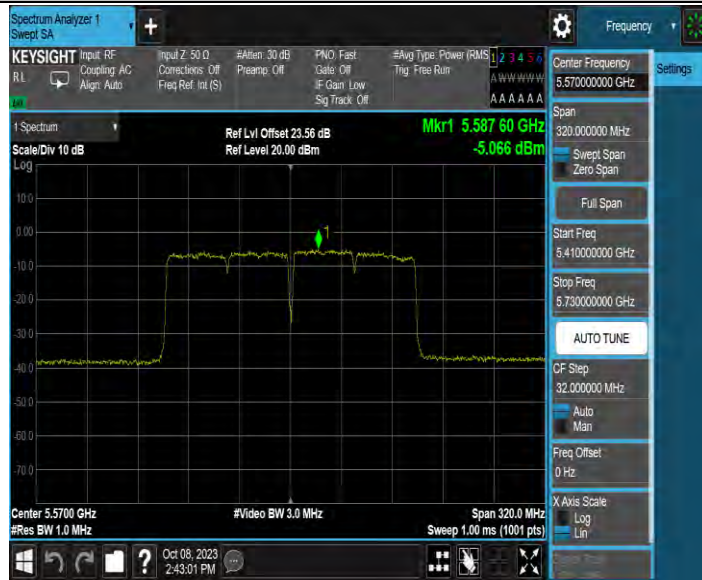 Spectrum Analyzer 1
Swept SA
+
Frequency
KEYSIGHT
RL
Input: RF
Coupling: AC
Align: Auto
Input Z: 50 Ω
Corrections: Off
Freq Ref: Int (S)
#Atten: 30 dB
Preamp: Off
PNO: Fast
Gate: Off
IF Gain: Low
Sig Track: Off
#Avg Type: Power (RMS
Trig: Free Run
1 2 3 4 5 6
A W W W W W
A A A A A A
1 Spectrum
Scale/Div 10 dB
Log
Ref Lvl Offset 23.56 dB
Ref Level 20.00 dBm
Mkr1 5.587 60 GHz
-5.066 dBm
10.0
0.00
-10.0
-20.0
-30.0
-40.0
-50.0
-60.0
-70.0
1
Center 5.5700 GHz
#Res BW 1.0 MHz
#Video BW 3.0 MHz
Span 320.0 MHz
Sweep 1.00 ms (1001 pts)
Center Frequency
5.570000000 GHz
Settings
Span
320.000000 MHz
Swept Span
Zero Span
Full Span
Start Freq
5.410000000 GHz
Stop Freq
5.730000000 GHz
AUTO TUNE
CF Step
32.000000 MHz
Auto
Man
Freq Offset
0 Hz
X Axis Scale
Log
Lin
?
Oct 08, 2023
2:43:01 PM